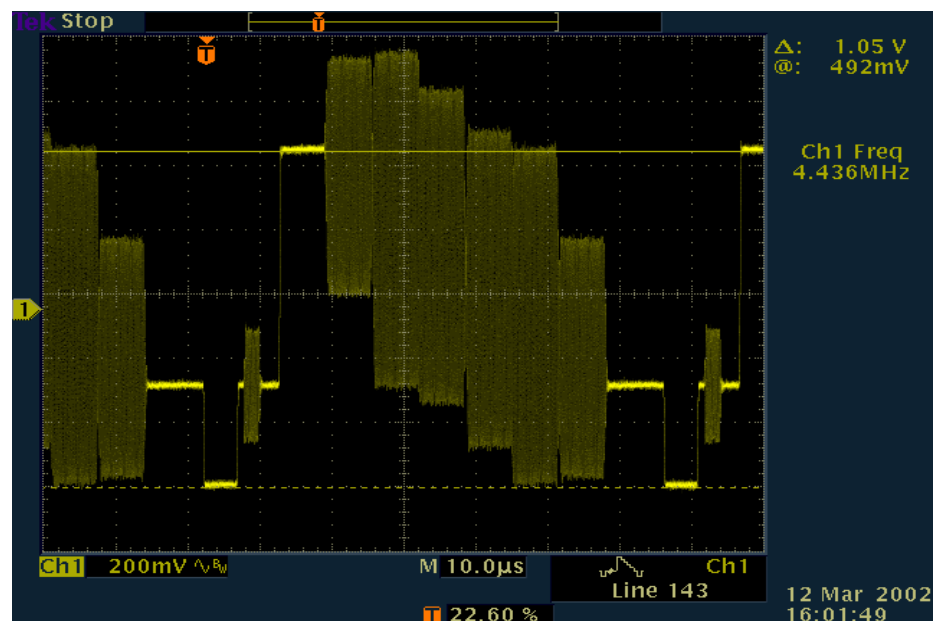 Tek Stop
T
T
Δ: 1.05 V
@: 492mV
Ch1 Freq
4.436MHz
1
Ch1 200mV ∿BW M 10.0µs Ch1
Line 143
T 22.60 %
12 Mar 2002
16:01:49